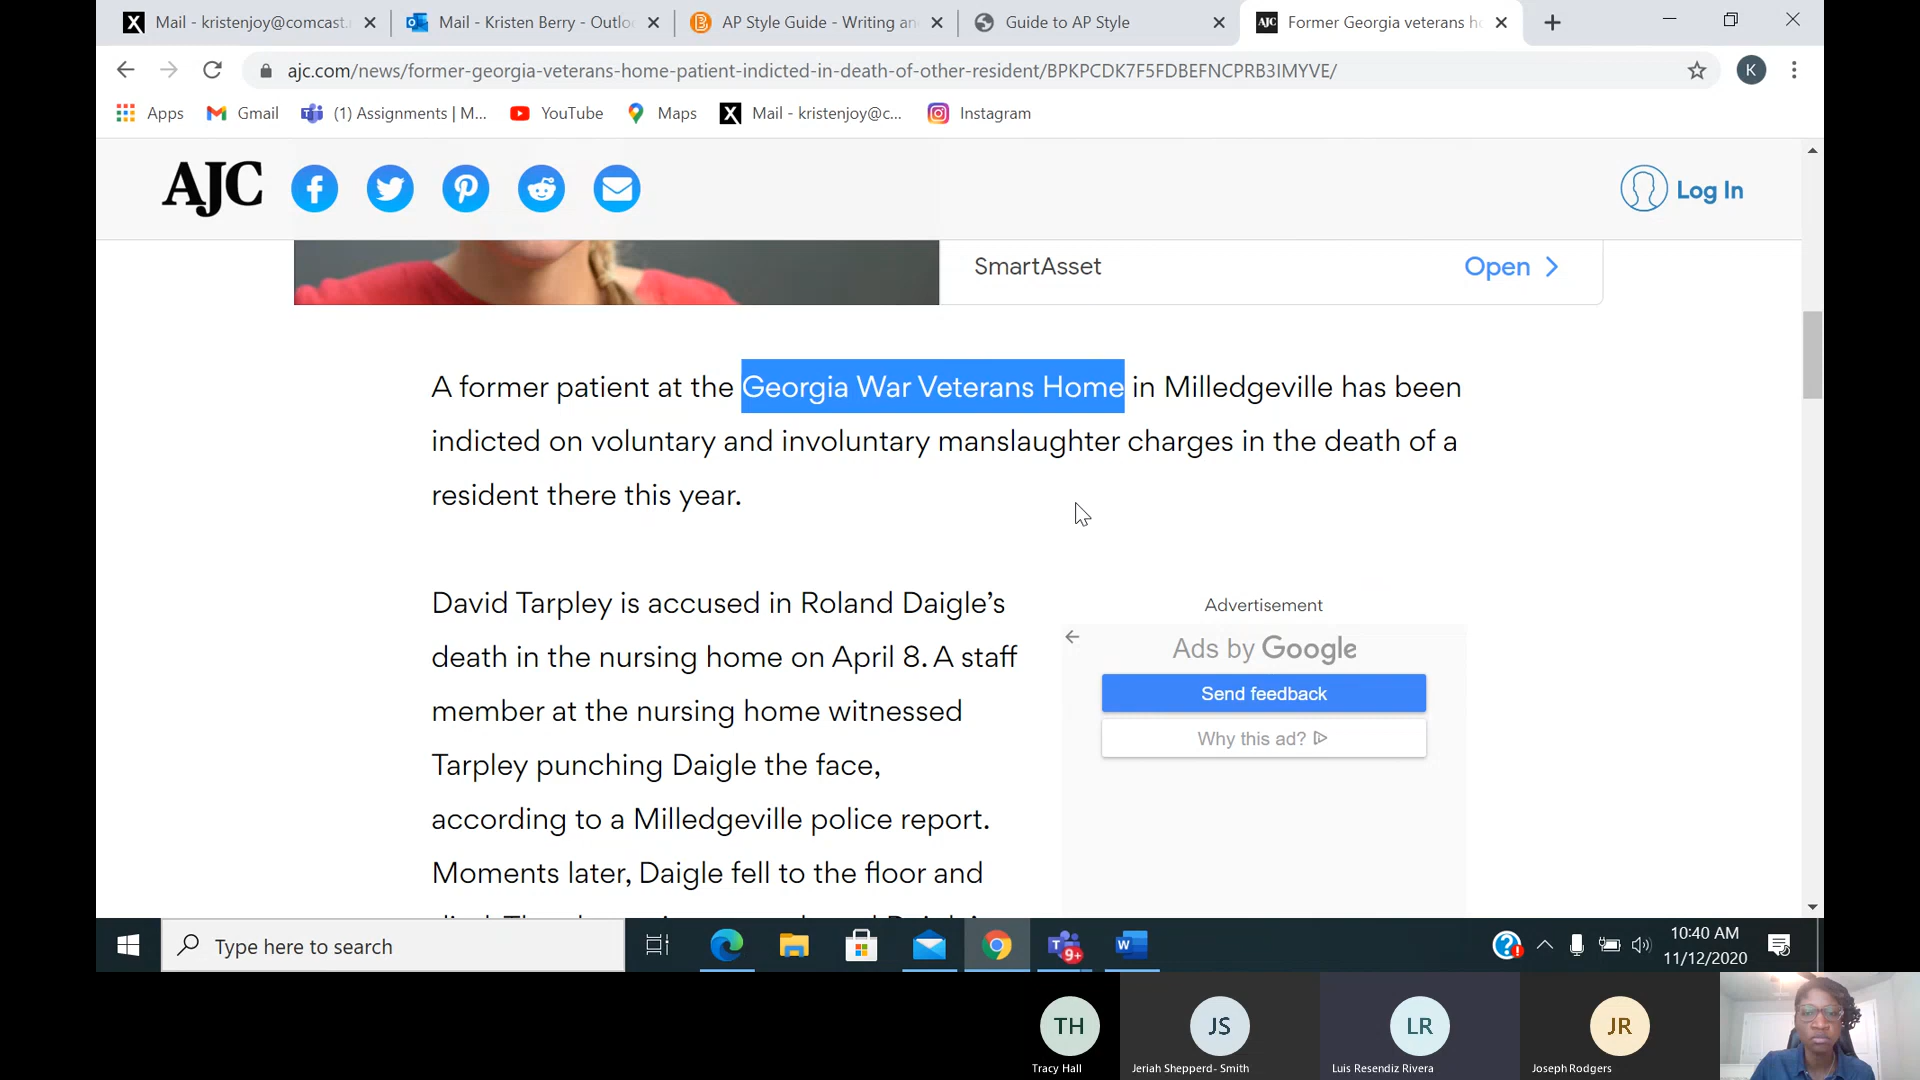 Mail - kristenjoy@comcast.
Mail - Kristen Berry - Outlo
AP Style Guide - Writing an
Guide to AP Style
AJC
Former Georgia veterans h
ajc.com/news/former-georgia-veterans-home-patient-indicted-in-death-of-other-resident/BPKPCDK7F5FDBEFNCPRB3IMYVE/
K
Apps
Gmail
(1) Assignments | M...
YouTube
Maps
Mail - kristenjoy@c...
Instagram
AJC
Log In
SmartAsset
Open
A former patient at the Georgia War Veterans Home in Milledgeville has been
indicted on voluntary and involuntary manslaughter charges in the death of a
resident there this year.
David Tarpley is accused in Roland Daigle’s
death in the nursing home on April 8. A staff
member at the nursing home witnessed
Tarpley punching Daigle the face,
according to a Milledgeville police report.
Moments later, Daigle fell to the floor and
Advertisement
Ads by Google
Send feedback
Why this ad?
Type here to search
9+
10:40 AM
11/12/2020
TH
JS
LR
JR
Tracy Hall
Jeriah Shepperd- Smith
Luis Resendiz Rivera
Joseph Rodgers